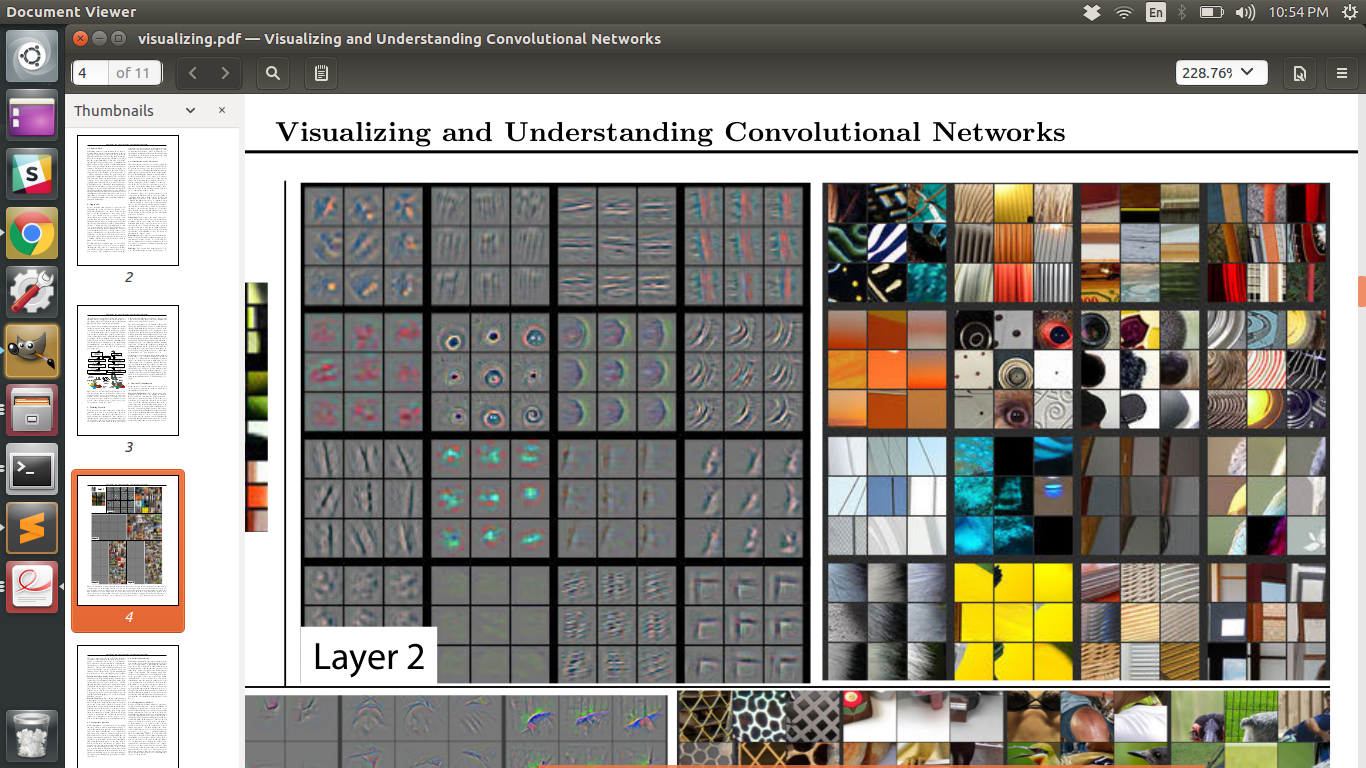 Document Viewer
En
10:54 PM
visualizing.pdf — Visualizing and Understanding Convolutional Networks
4
of 11
228.76%
Thumbnails
2
3
4
Visualizing and Understanding Convolutional Networks
Layer 2